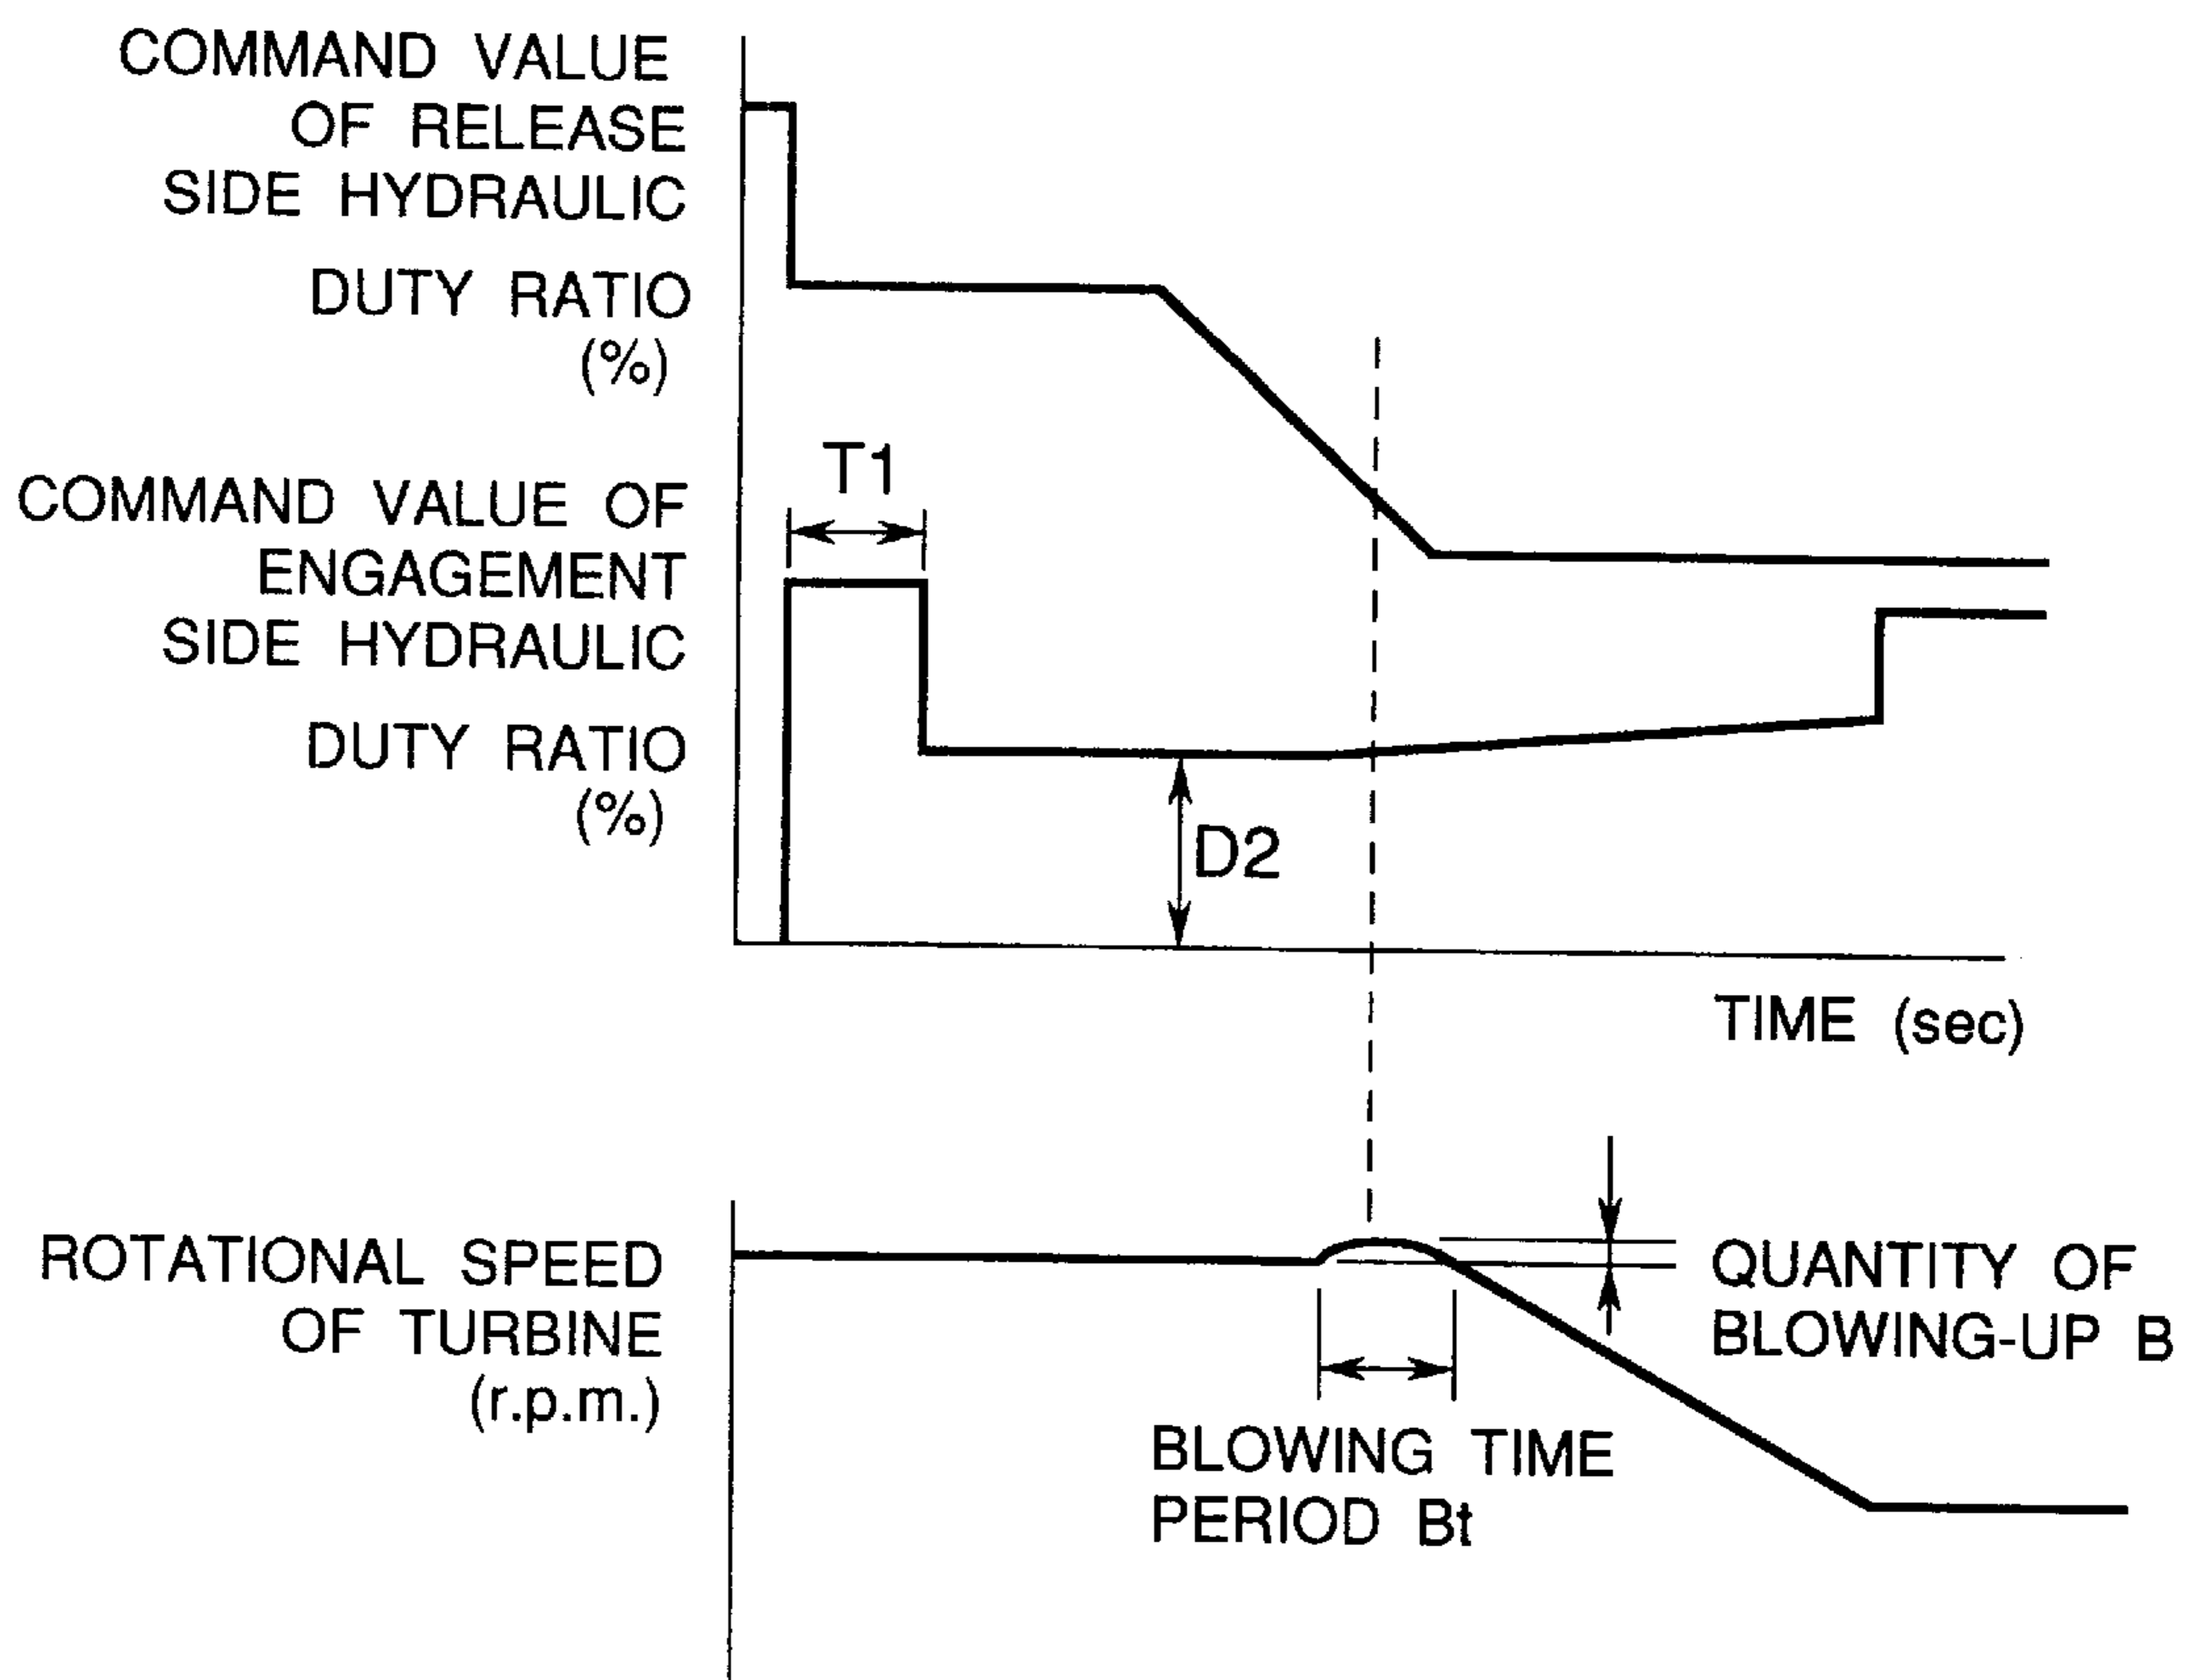 COMMAND VALUE
OF RELEASE
SIDE HYDRAULIC
DUTY RATIO
(%)
T1
COMMAND VALUE OF
ENGAGEMENT
SIDE HYDRAULIC
DUTY RATIO
(%)
D2
TIME (sec)
ROTATIONAL SPEED
OF TURBINE
(r.p.m.)
QUANTITY OF
BLOWING-UP B
BLOWING TIME
PERIOD Bt